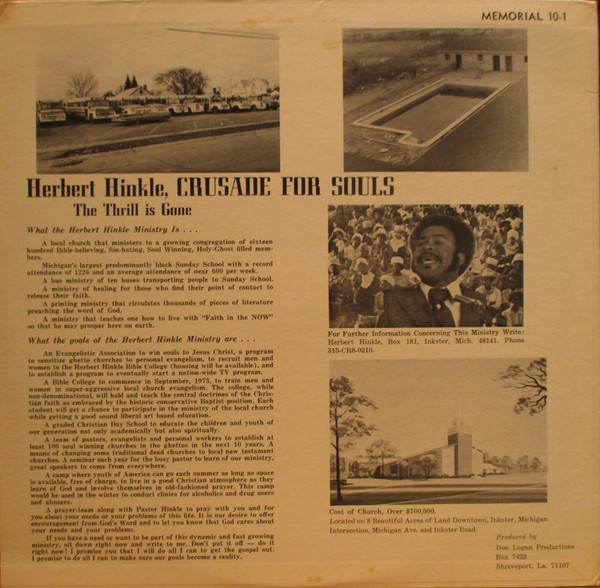 MEMORIAL 10-1
Herbert Hinkle, CRUSADE FOR SOULS
The Thrill is Gone
What the Herbert Hinkle Ministry Is . . .
A local church that ministers to a growing congregation of sixteen
hundred Bible-believing, Sin-hating, Soul Winning, Holy-Ghost filled mem-
bers.
Michigan's largest predominantly black Sunday School with a record
attendance of 1226 and an average attendance of near 600 per week.
A bus ministry of ten buses transporting people to Sunday School.
A ministry of healing for those who find their point of contact to
release their faith.
A printing ministry that circulates thousands of pieces of literature
preaching the word of God.
A ministry that teaches one how to live with "Faith in the NOW"
so that he may prosper here on earth.
What the goals of the Herbert Hinkle Ministry are . . .
An Evangelistic Association to win souls to Jesus Christ, a program
to sensitize ghetto churches to personal evangelism, to recruit men and
women to the Herbert Hinkle Bible College (housing will be available), and
to establish a program to eventually start a nation-wide TV program.
A Bible College to commence in September, 1973, to train men and
women in super-aggressive local church evangelism. The college, while
non-denominational, will hold and teach the central doctrines of the Chris-
tian faith as embraced by the historic conservative Baptist position. Each
student will get a chance to participate in the ministry of the local church
while getting a good sound liberal art based education.
A graded Christian Day School to educate the children and youth of
our generation not only academically but also spiritually.
A team of pastors, evangelists and personal workers to establish at
least 100 soul winning churches in the ghettos in the next 10 years. A
means of changing some traditional dead churches to local new testament
churches. A seminar each year for the busy pastor to learn of our ministry,
great speakers to come from everywhere.
A camp where youth of America can go each summer as long as space
is available, free of charge, to live in a good Christian atmosphere as they
learn of God and involve themselves in old-fashioned prayer. This camp
would be used in the winter to conduct clinics for alcoholics and drug users
and abusers.
A prayer-team along with Pastor Hinkle to pray with you and for
you about your needs or your problems of this life. It is our desire to offer
encouragement from God's Word and to let you know that God cares about
your needs and your problems.
If you have a need or want to be part of this dynamic and fast growing
ministry, sit down right now and write to me. Don't put it off — do it
right now! I promise you that I will do all I can to get the gospel out.
I promise to do all I can to make sure our goals become a reality.
For Further Information Concerning This Ministry Write:
Herbert Hinkle, Box 181, Inkster, Mich. 48141. Phone
313-CR8-0210.
Cost of Church, Over $700,000.
Located on 8 Beautiful Acres of Land Downtown, Inkster, Michigan.
Intersection, Michigan Ave. and Inkster Road.
Produced by
Don Logan Productions
Box 7422
Shreveport, La. 71107